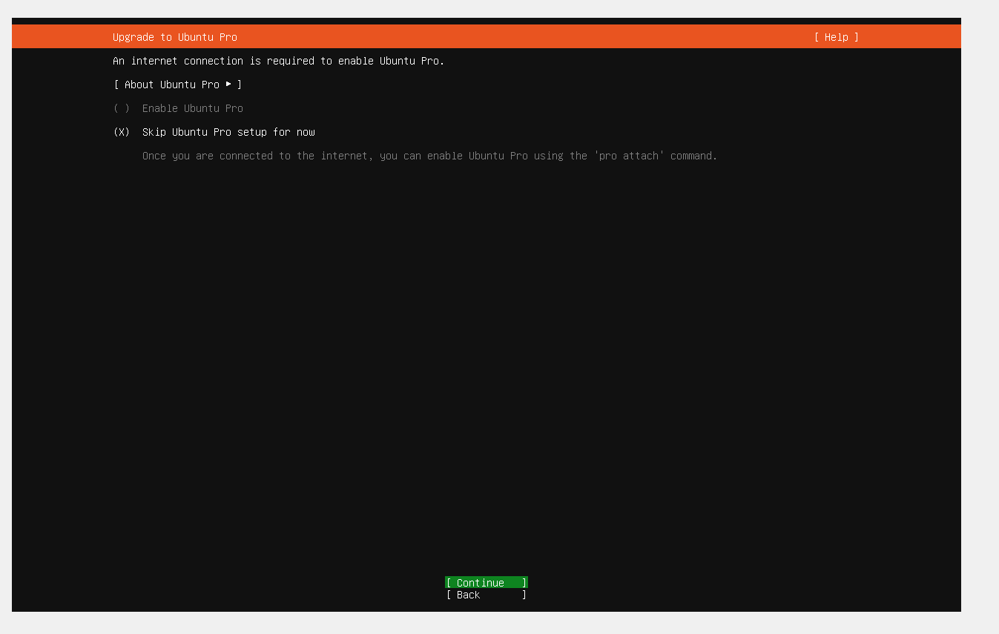 Upgrade to Ubuntu Pro [ Help ]
An internet connection is required to enable Ubuntu Pro.
[ About Ubuntu Pro ► ]
( ) Enable Ubuntu Pro
(X) Skip Ubuntu Pro setup for now
Once you are connected to the internet, you can enable Ubuntu Pro using the 'pro attach' command.
[ Continue ]
[ Back ]